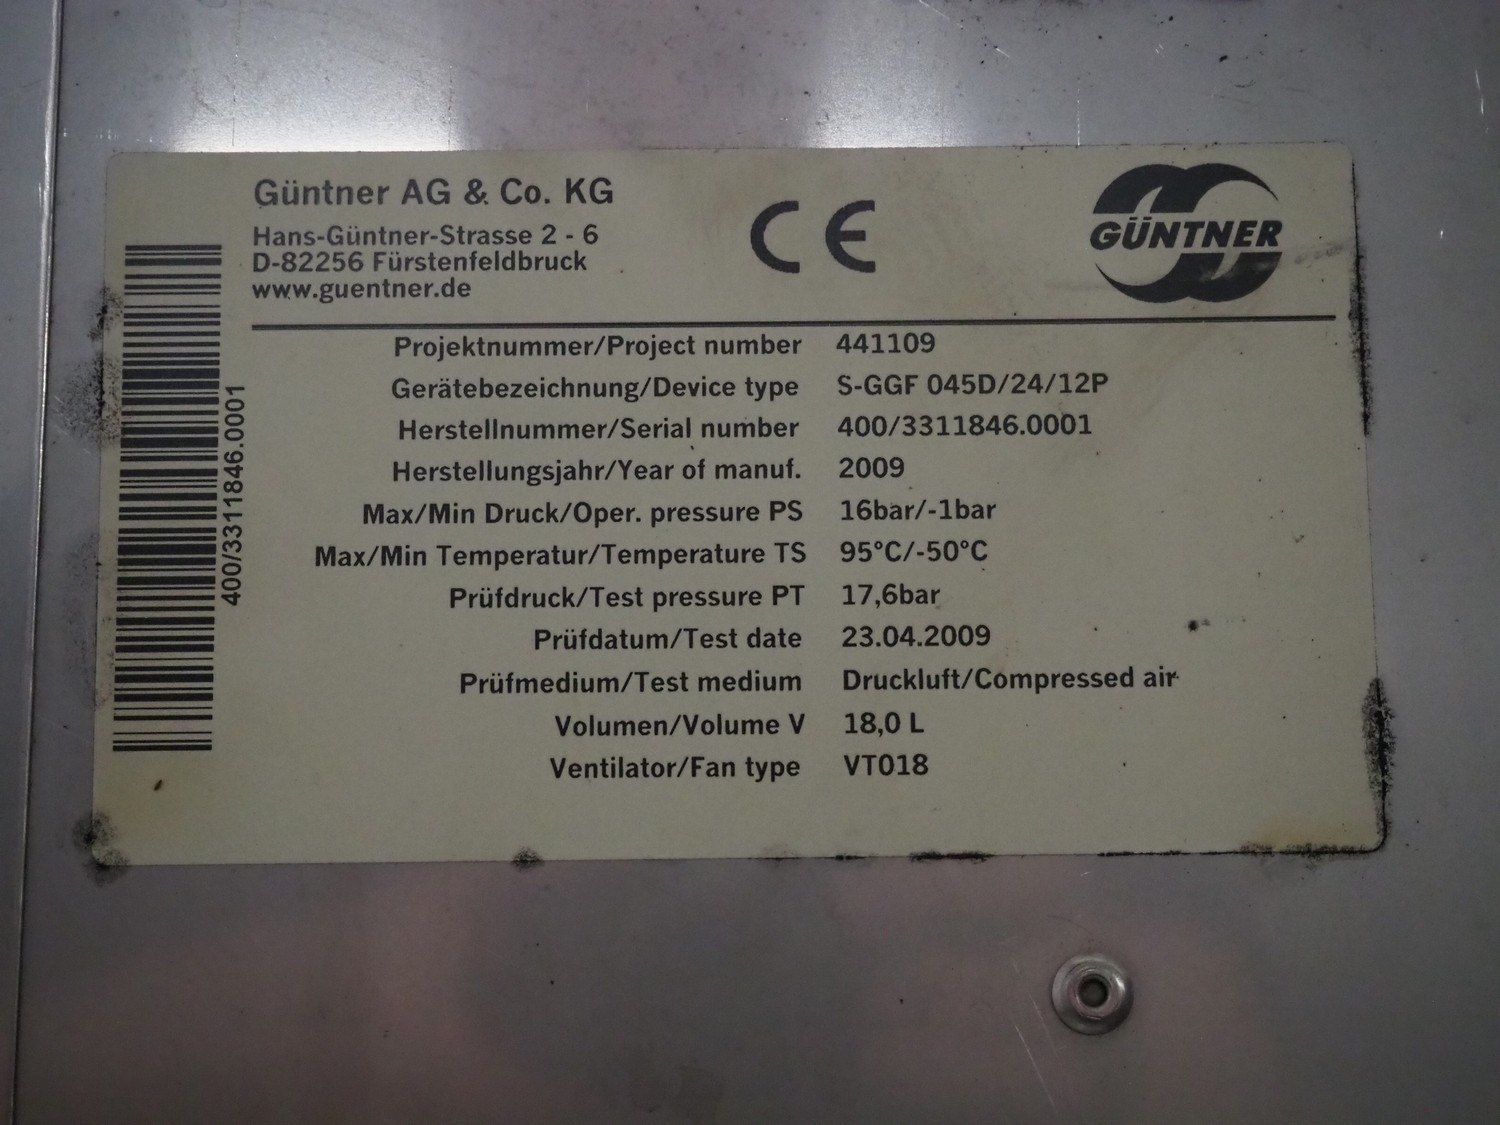 Güntner AG & Co. KG
Hans-Güntner-Strasse 2 - 6
D-82256 Fürstenfeldbruck
www.guentner.de
CE
GÜNTNER
400/3311846.0001
Projektnummer/Project number 441109
Gerätebezeichnung/Device type S-GGF 045D/24/12P
Herstellnummer/Serial number 400/3311846.0001
Herstellungsjahr/Year of manuf. 2009
Max/Min Druck/Oper. pressure PS 16bar/-1bar
Max/Min Temperatur/Temperature TS 95°C/-50°C
Prüfdruck/Test pressure PT 17,6bar
Prüfdatum/Test date 23.04.2009
Prüfmedium/Test medium Druckluft/Compressed air
Volumen/Volume V 18,0 L
Ventilator/Fan type VT018